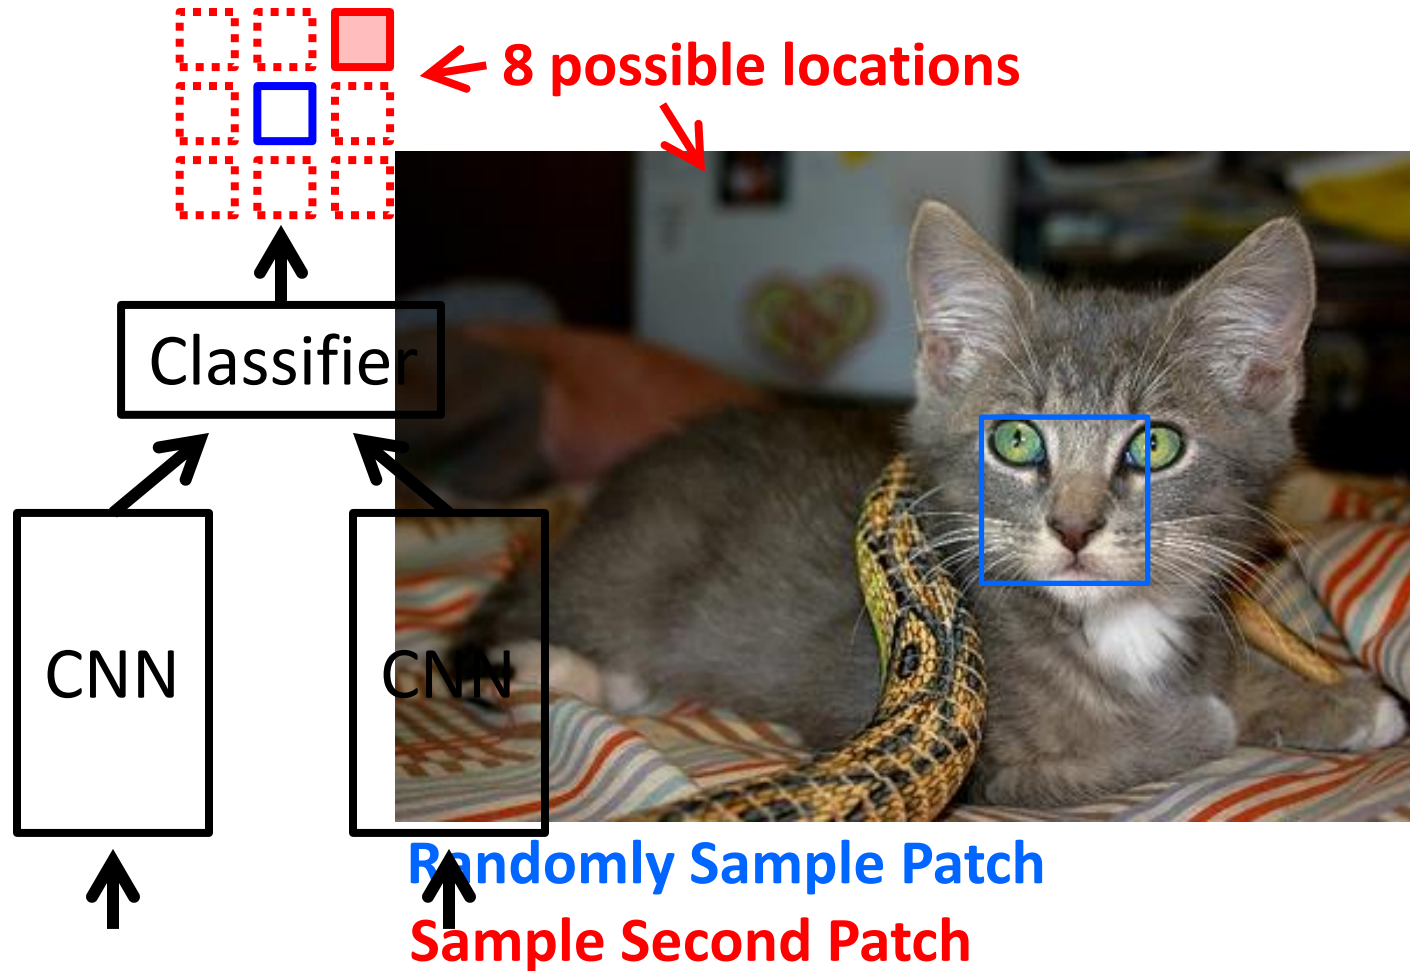 8 possible locations
Classifier
CNN
CNN
Randomly Sample Patch
Sample Second Patch